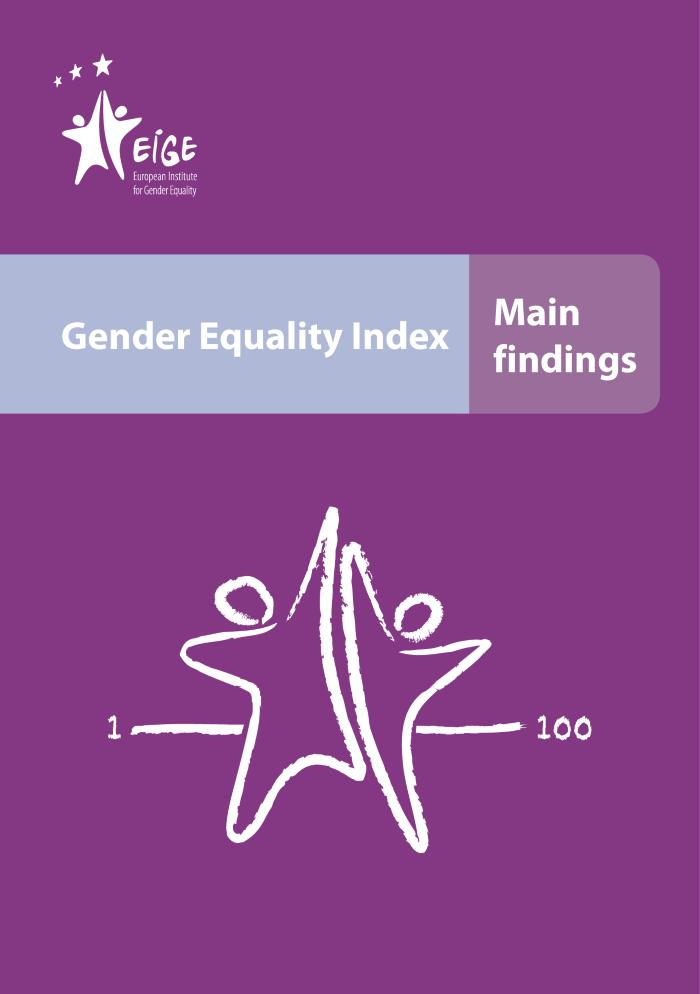 EIGE
European Institute
for Gender Equality
Gender Equality Index
Main
findings
1
100